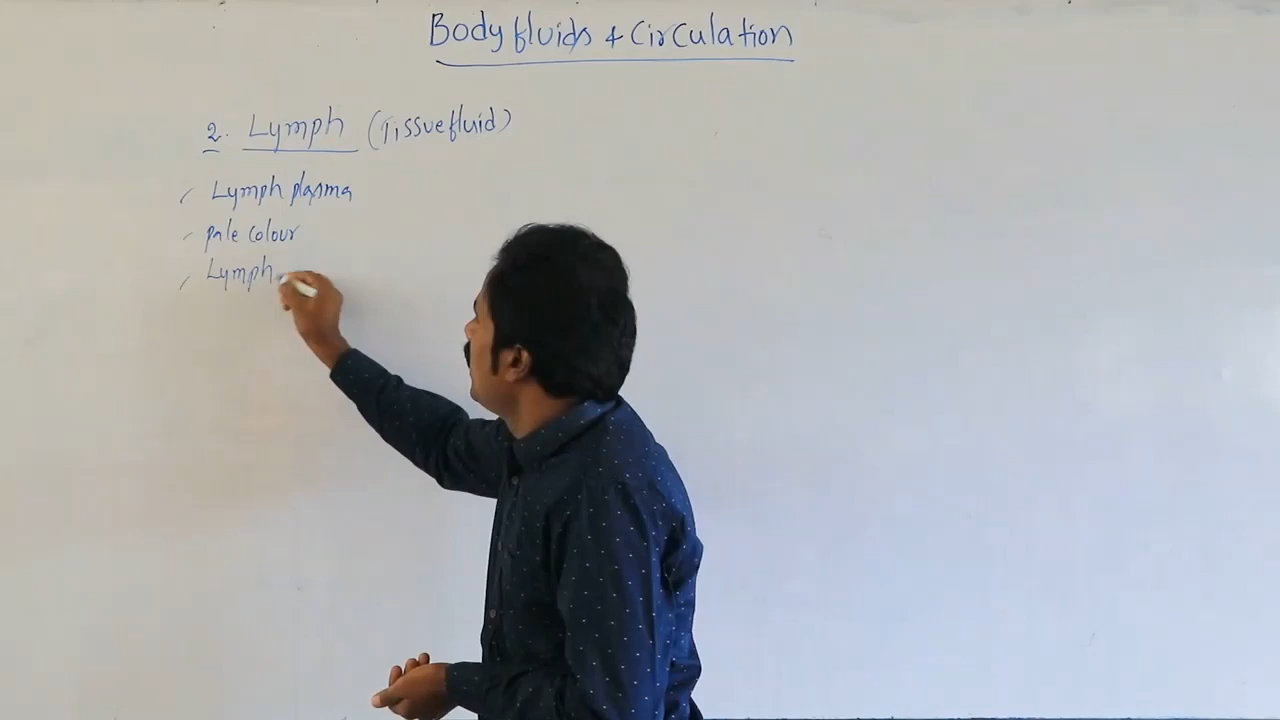 Body fluids & Circulation
2. Lymph (Tissue fluid)
Lymph plasma
pale colour
Lymph